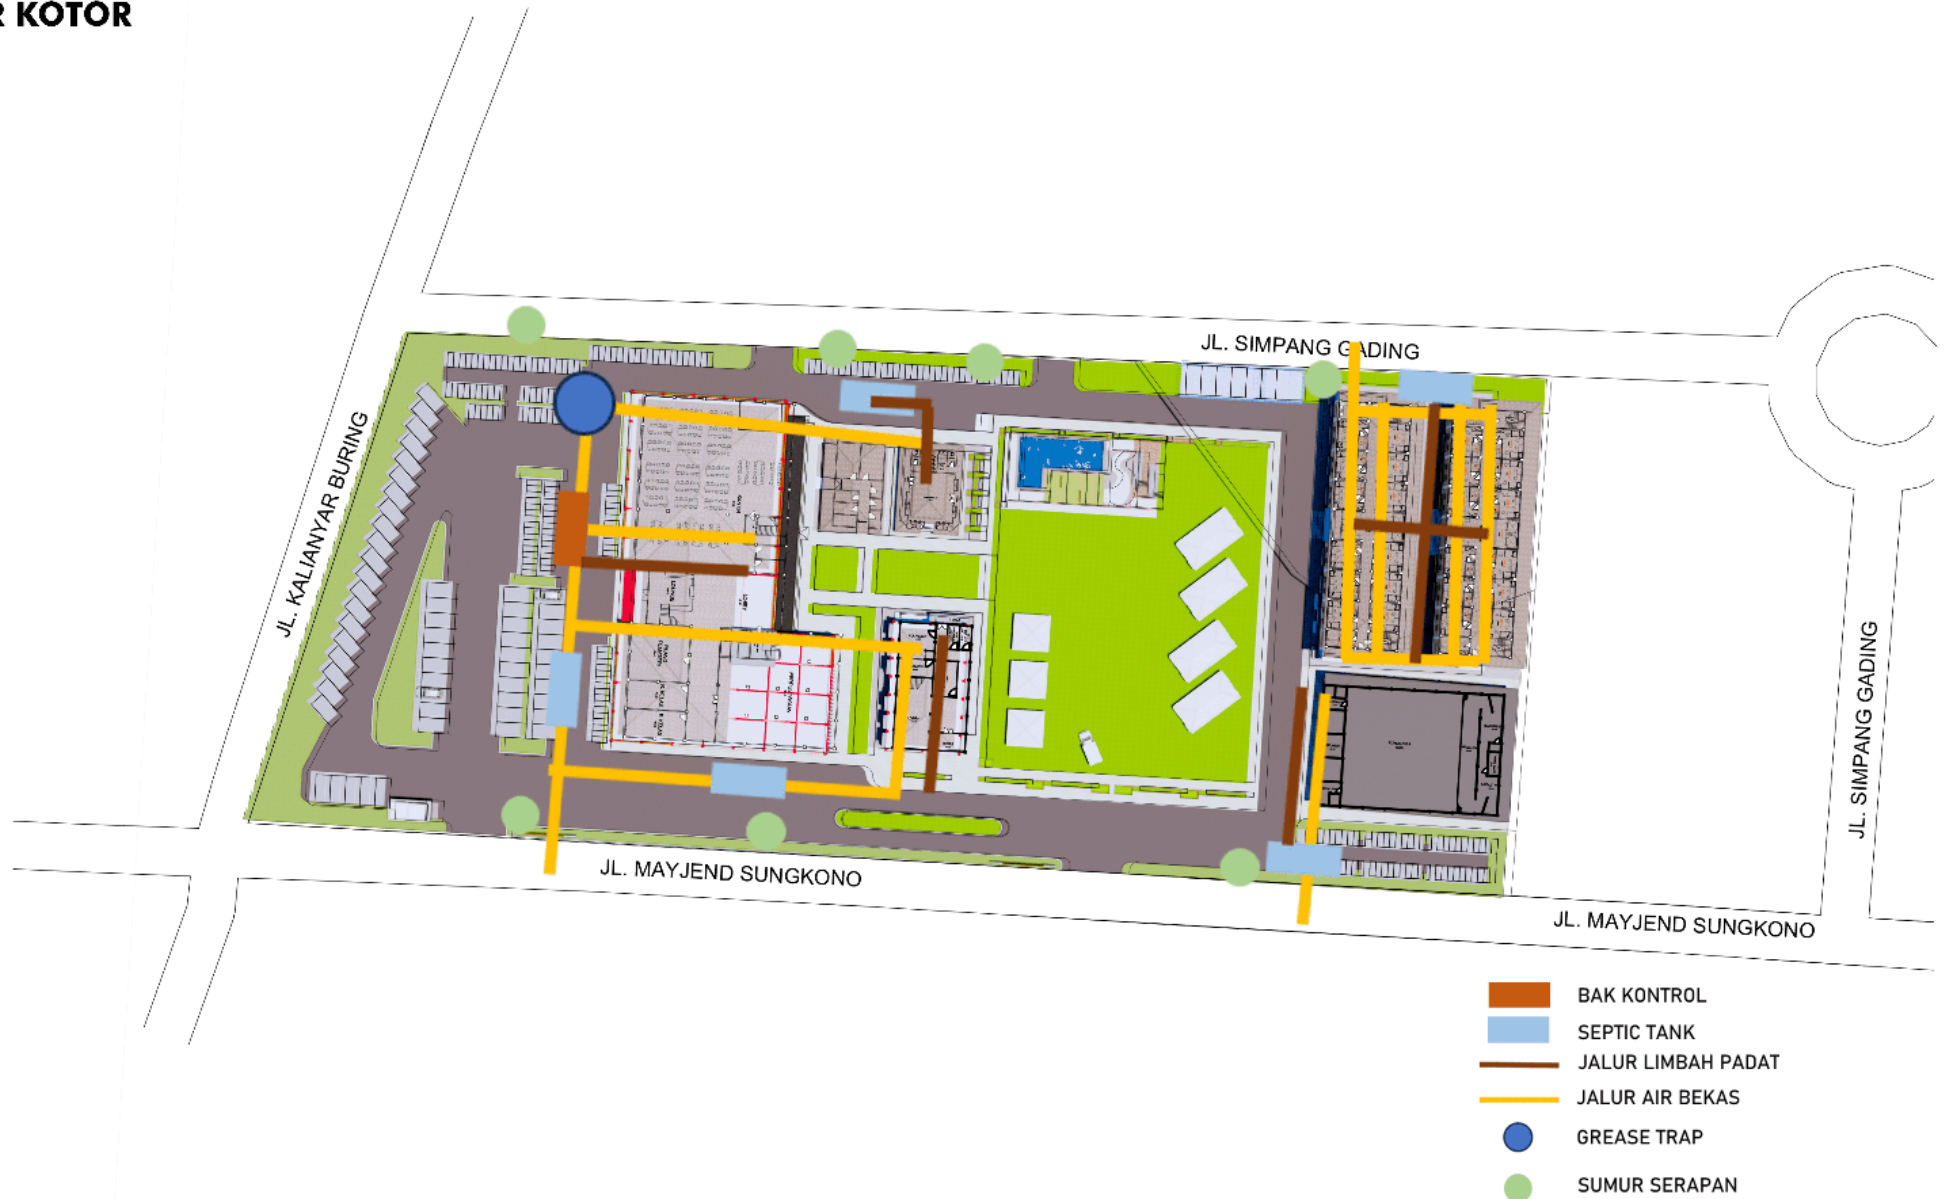 R KOTOR
JL. KALIANYAR BURING
JL. SIMPANG GADING
JL. SIMPANG GADING
JL. MAYJEND SUNGKONO
JL. MAYJEND SUNGKONO
BAK KONTROL
SEPTIC TANK
JALUR LIMBAH PADAT
JALUR AIR BEKAS
GREASE TRAP
SUMUR SERAPAN